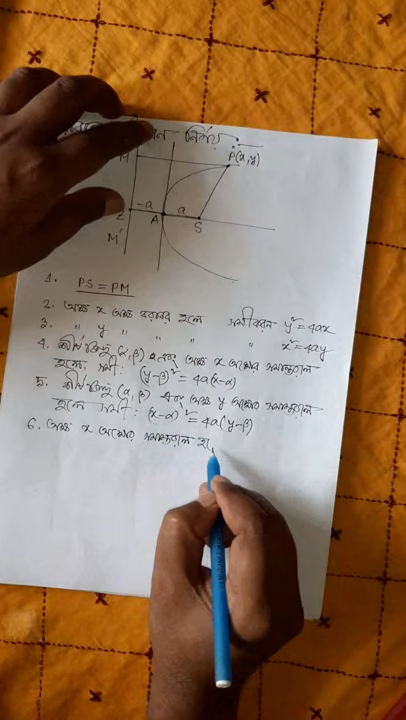 নির্ণয়:
M
P(x,y)
-a
a
Z
A
S
M'
1. PS = PM
2. অক্ষ x অক্ষ বরাবর হলে সমীকরণ y² = 4ax
3. " y " " " " x² = 4ay
4. শীর্ষ বিন্দু (α, β) এবং অক্ষ x অক্ষের সমান্তরাল
হলে, সমী: (y-β)² = 4a(x-α)
5. শীর্ষ বিন্দু (α, β) এবং অক্ষ y অক্ষের সমান্তরাল
হলে সমী: (x-α)² = 4a(y-β)
6. অক্ষ x অক্ষের সমান্তরাল